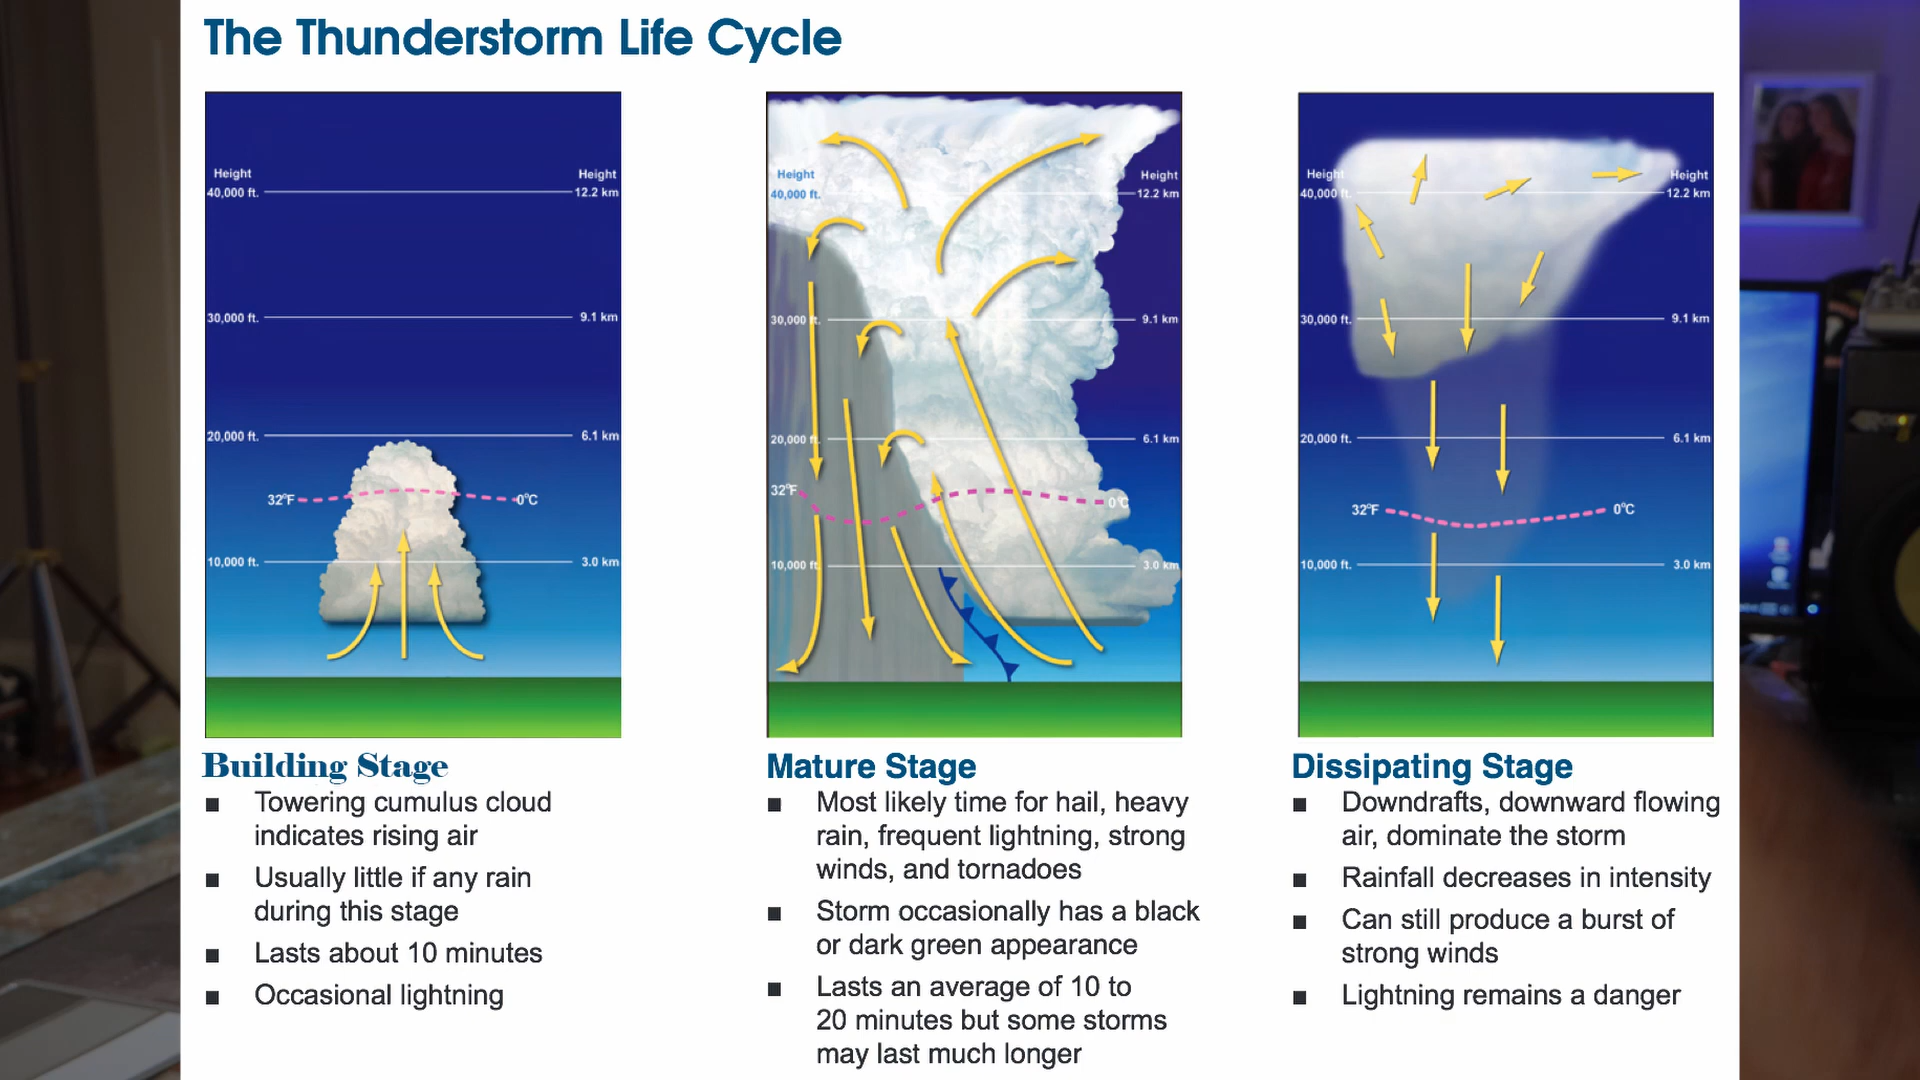 The Thunderstorm Life Cycle
Height
Height
40,000 ft.
12.2 km
30,000 ft.
9.1 km
20,000 ft.
6.1 km
32°F
0°C
10,000 ft.
3.0 km
Building Stage
■ Towering cumulus cloud
indicates rising air
■ Usually little if any rain
during this stage
■ Lasts about 10 minutes
■ Occasional lightning
Height
Height
40,000 ft.
12.2 km
30,000 ft.
9.1 km
20,000 ft.
6.1 km
32°F
0°C
10,000 ft.
3.0 km
Mature Stage
■ Most likely time for hail, heavy
rain, frequent lightning, strong
winds, and tornadoes
■ Storm occasionally has a black
or dark green appearance
■ Lasts an average of 10 to
20 minutes but some storms
may last much longer
Height
Height
40,000 ft.
12.2 km
30,000 ft.
9.1 km
20,000 ft.
6.1 km
32°F
0°C
10,000 ft.
3.0 km
Dissipating Stage
■ Downdrafts, downward flowing
air, dominate the storm
■ Rainfall decreases in intensity
■ Can still produce a burst of
strong winds
■ Lightning remains a danger